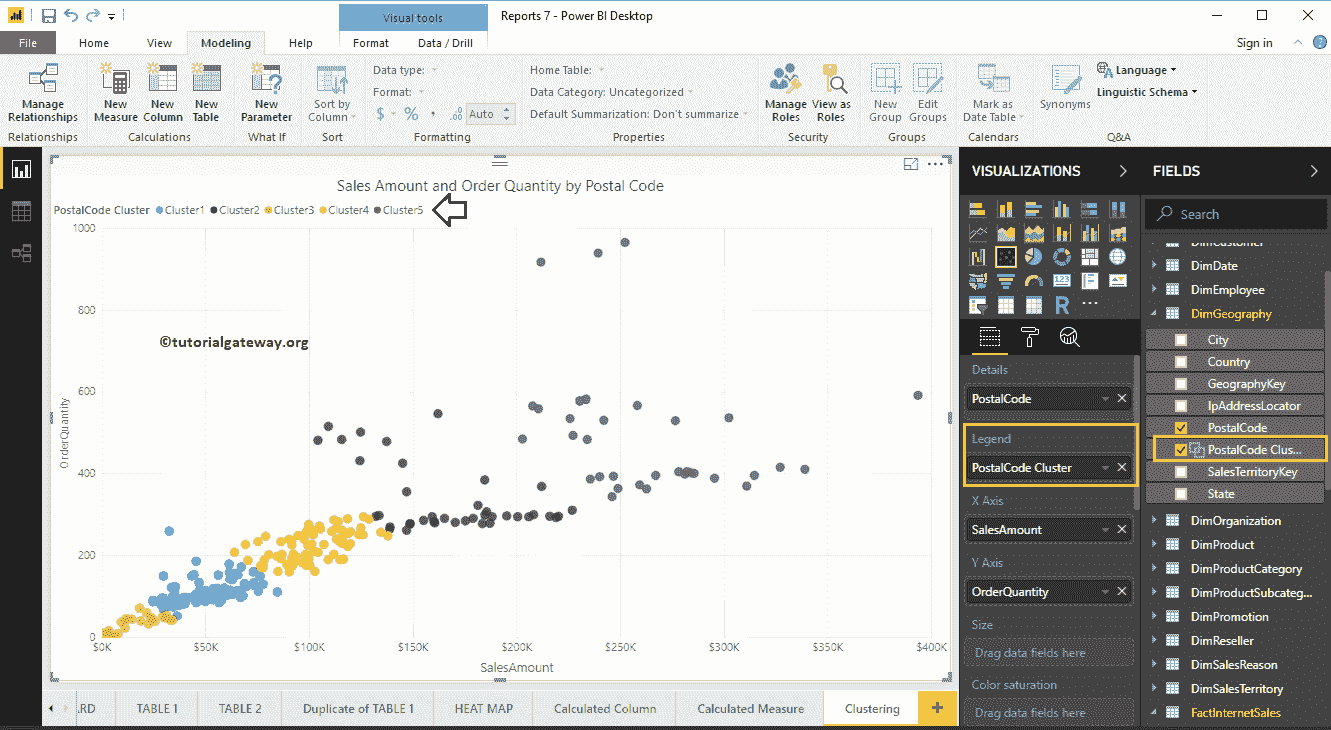 Visual tools
Reports 7 - Power BI Desktop
File
Home
View
Modeling
Help
Format
Data / Drill
Sign in
Manage Relationships
New Measure
New Column
New Table
New Parameter
Sort by Column
Data type:
Format:
$ % , .00 Auto
Home Table:
Data Category: Uncategorized
Default Summarization: Don't summarize
Manage Roles
View as Roles
New Group
Edit Groups
Mark as Date Table
Synonyms
Language
Linguistic Schema
Relationships
Calculations
What If
Sort
Formatting
Properties
Security
Groups
Calendars
Q&A
Sales Amount and Order Quantity by Postal Code
PostalCode Cluster Cluster1 Cluster2 Cluster3 Cluster4 Cluster5
1000
800
600
400
200
0
OrderQuantity
©tutorialgateway.org
$0K $50K $100K $150K $200K $250K $300K $350K $400K
SalesAmount
ARD
TABLE 1
TABLE 2
Duplicate of TABLE 1
HEAT MAP
Calculated Column
Calculated Measure
Clustering
+
VISUALIZATIONS
123
R
Details
PostalCode
Legend
PostalCode Cluster
X Axis
SalesAmount
Y Axis
OrderQuantity
Size
Drag data fields here
Color saturation
Drag data fields here
FIELDS
Search
DimCustomer
DimDate
DimEmployee
DimGeography
City
Country
GeographyKey
IpAddressLocator
PostalCode
PostalCode Clus...
SalesTerritoryKey
State
DimOrganization
DimProduct
DimProductCategory
DimProductSubcateg...
DimPromotion
DimReseller
DimSalesReason
DimSalesTerritory
FactInternetSales